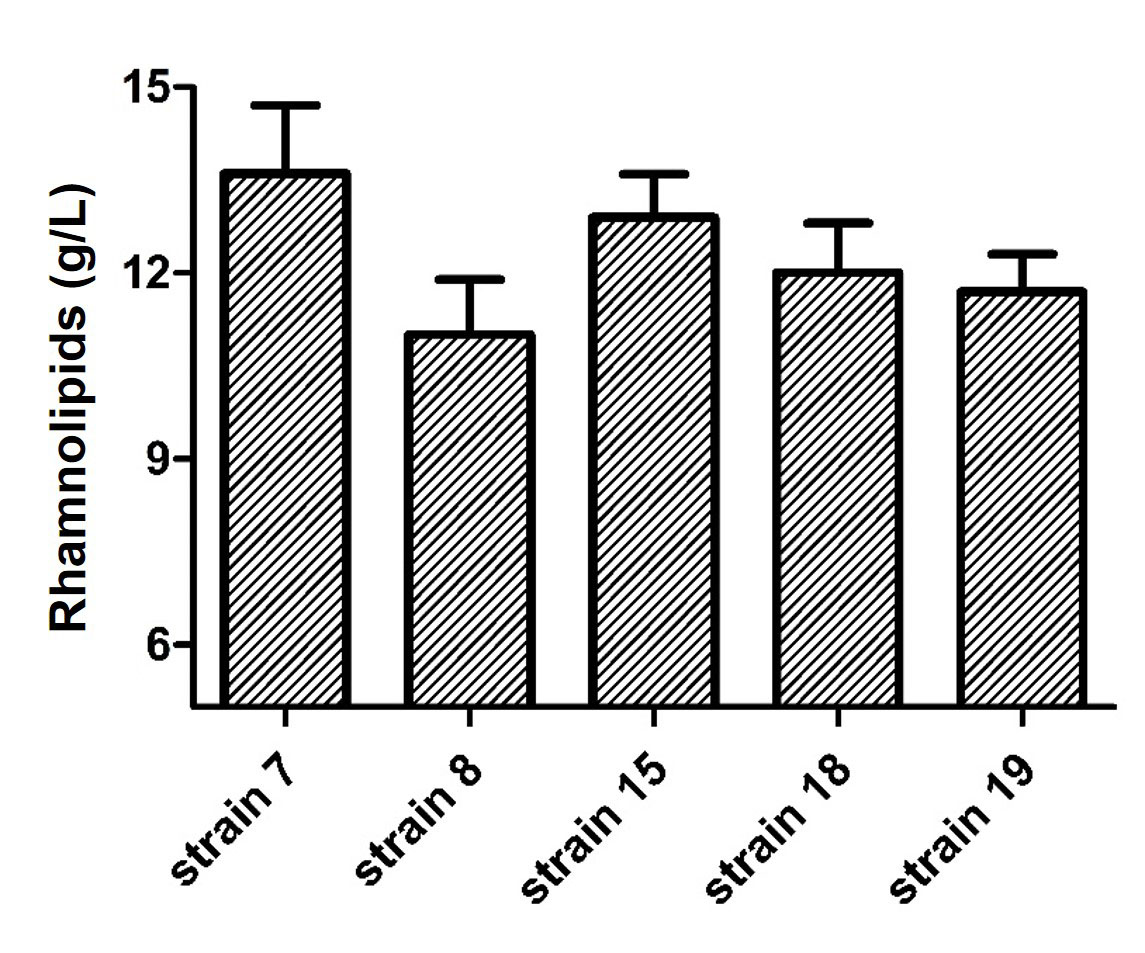 Rhamnolipids (g/L)
15
12
9
6
strain 7
strain 8
strain 15
strain 18
strain 19